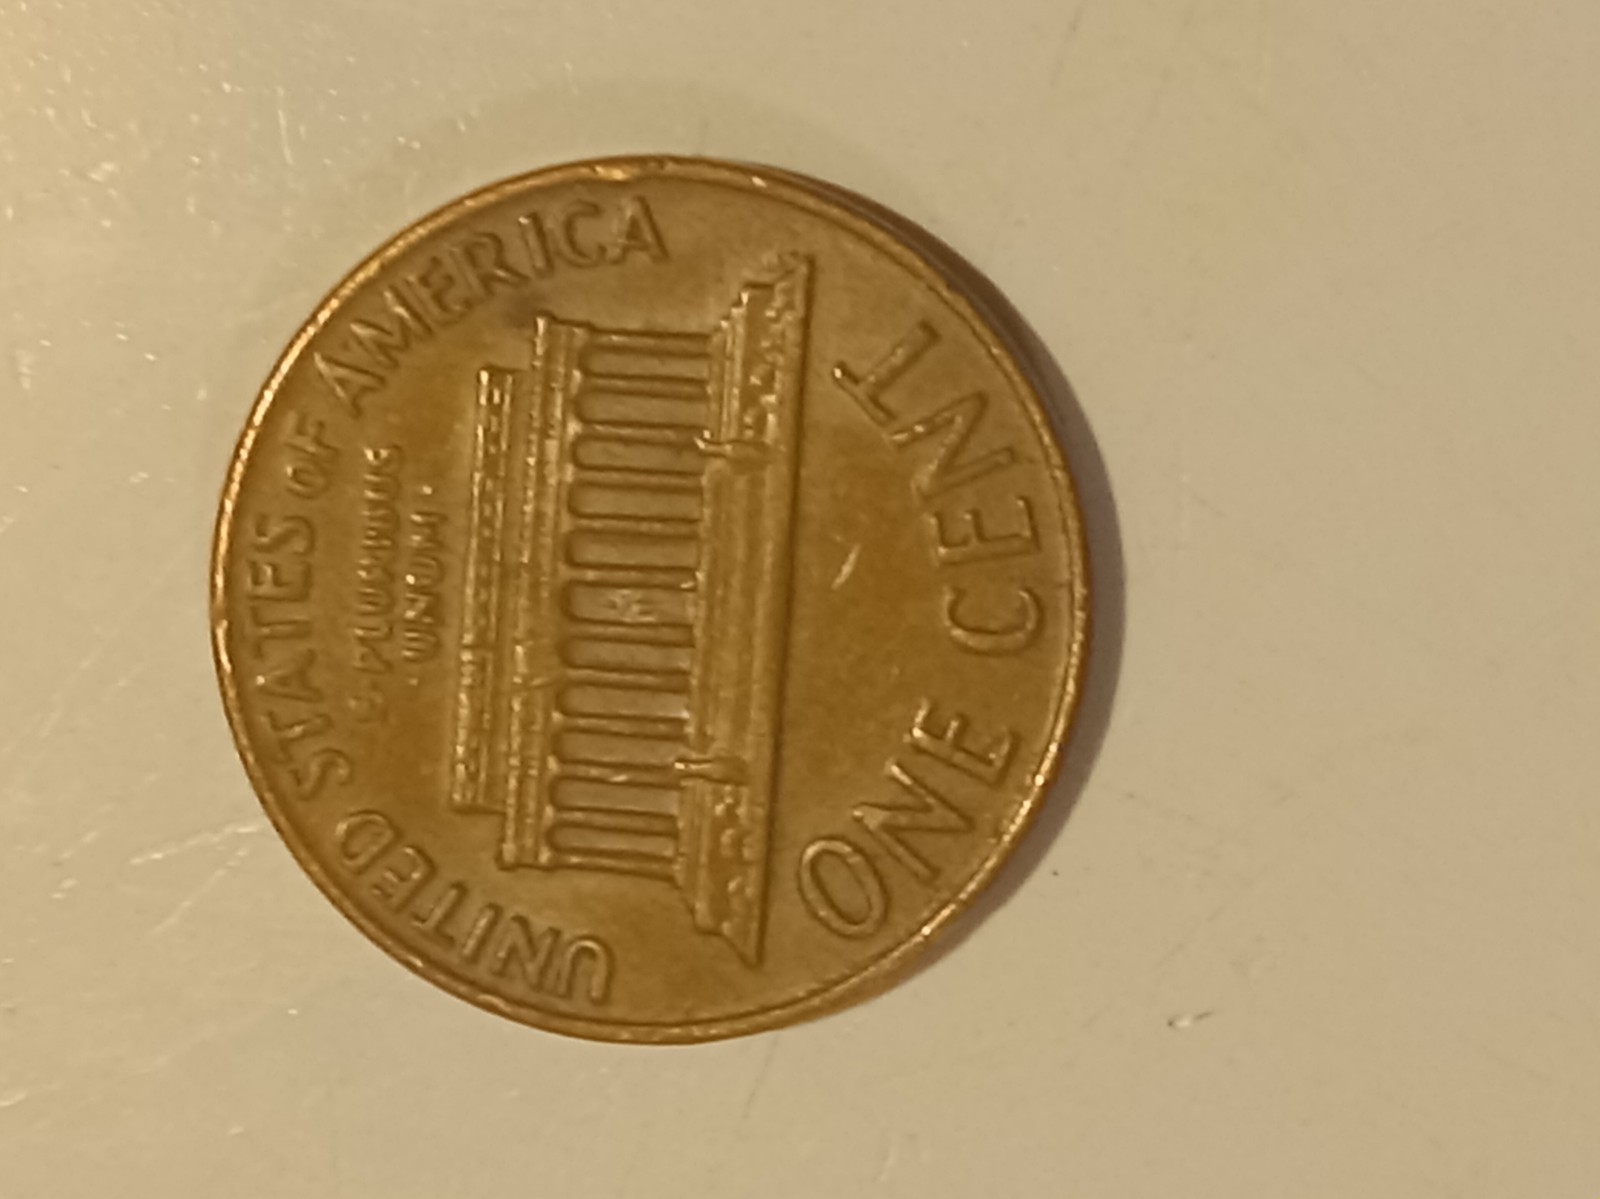 UNITED STATES OF AMERICA
E·PLURIBUS
·UNUM·
ONE CENT